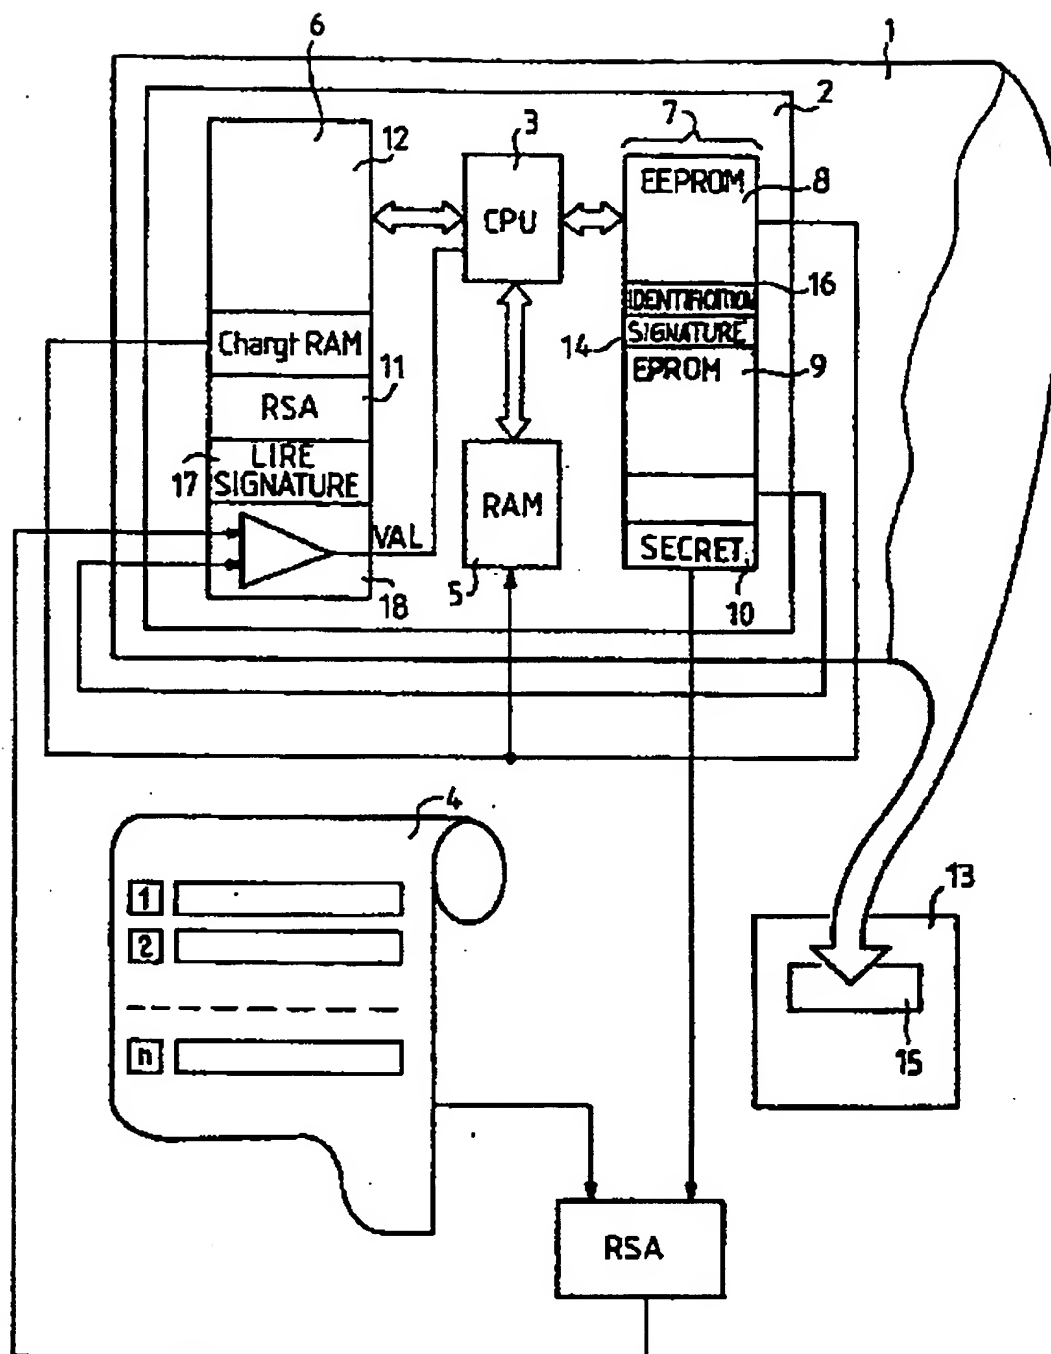 6
1
2
12
3
7
EEPROM
8
CPU
16
IDENTIFICITION
Chargt RAM
SIGNATURE
14
11
EPROM
9
RSA
LIRE
17
SIGNATURE
RAM
VAL
SECRET
5
18
10
4
1
13
2
n
15
RSA